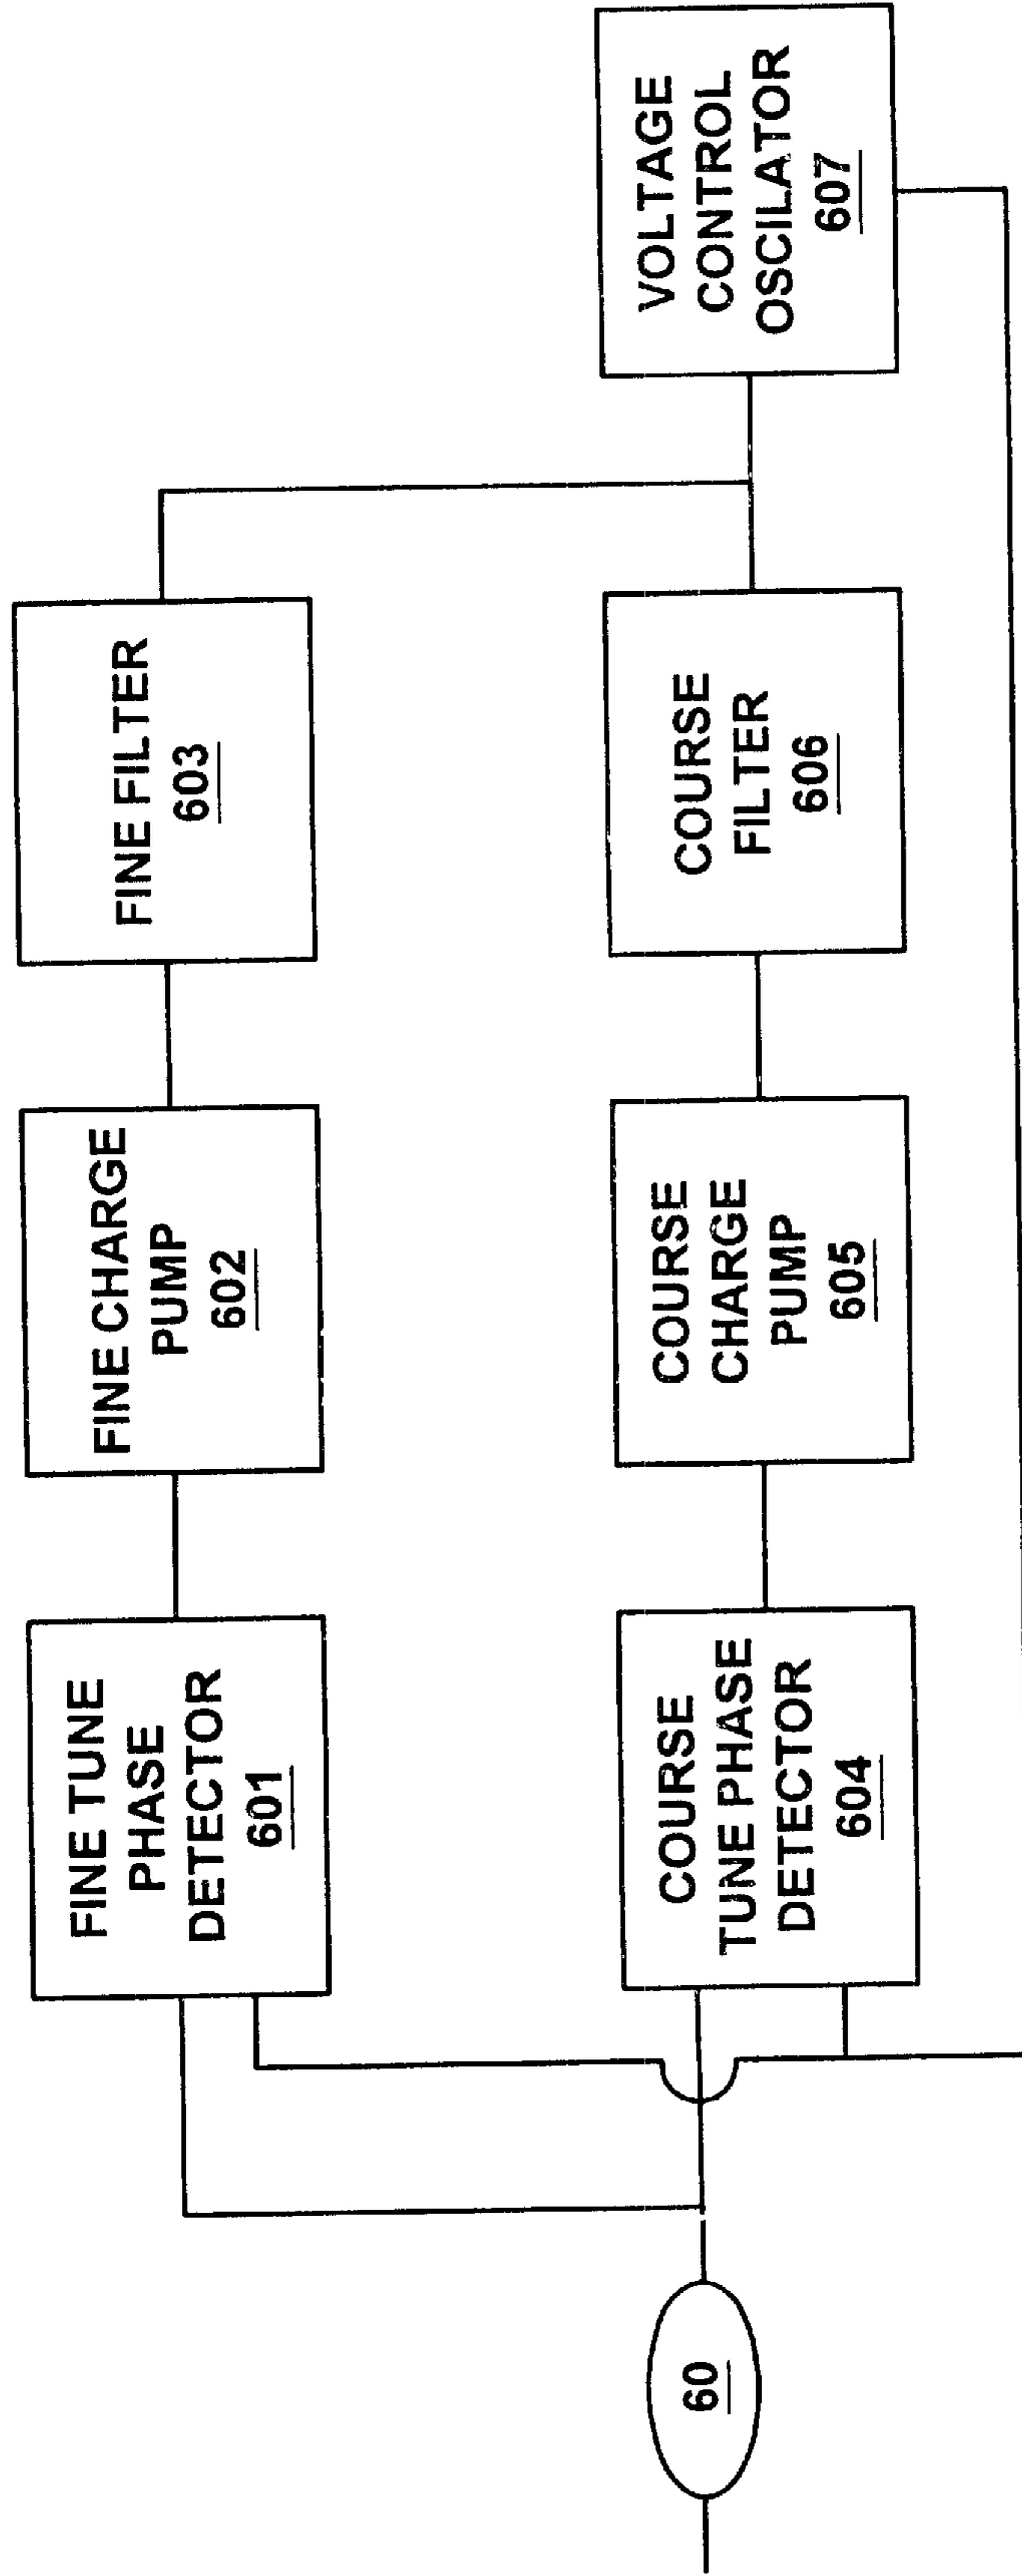 FINE TUNE
PHASE
DETECTOR
601
FINE CHARGE
PUMP
602
FINE FILTER
603
60
COURSE
TUNE PHASE
DETECTOR
604
COURSE
CHARGE
PUMP
605
COURSE
FILTER
606
VOLTAGE
CONTROL
OSCILATOR
607